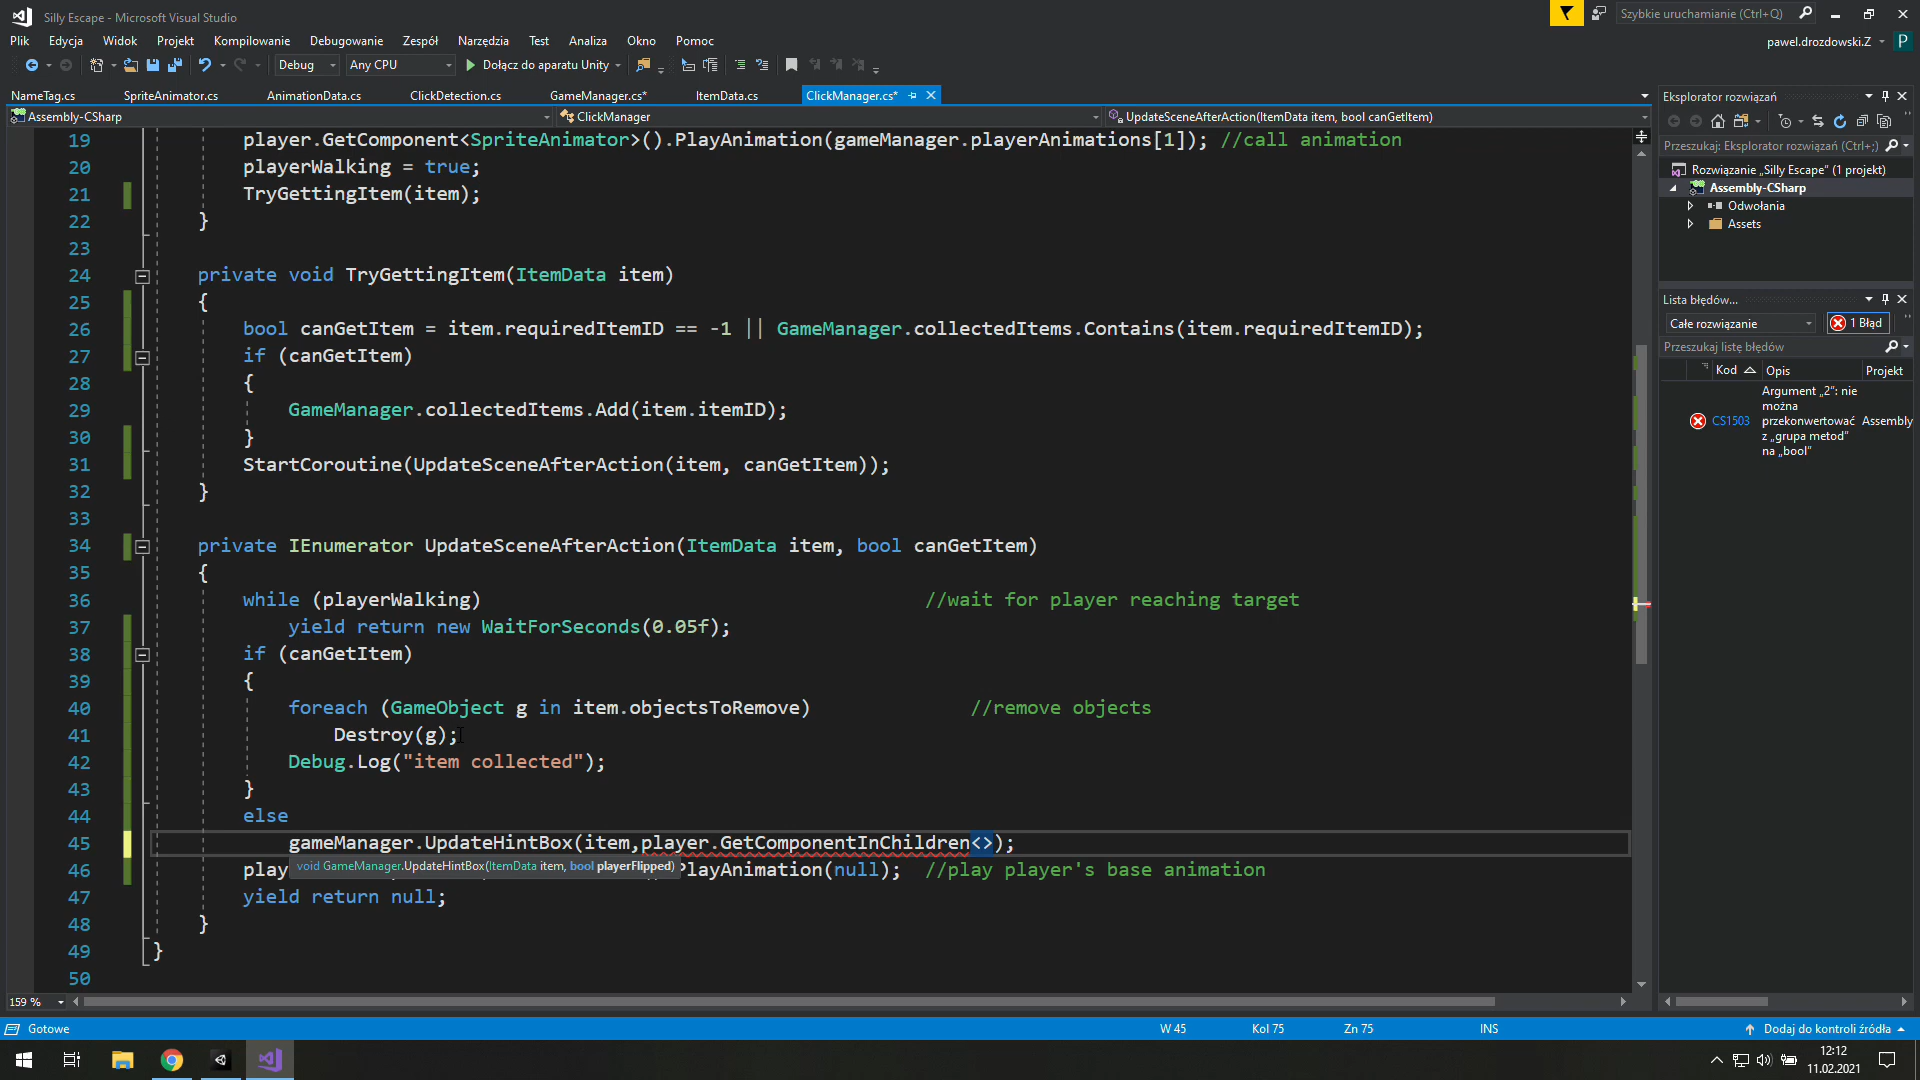 Silly Escape - Microsoft Visual Studio
Szybkie uruchamianie (Ctrl+Q)
Plik Edycja Widok Projekt Kompilowanie Debugowanie Zespół Narzędzia Test Analiza Okno Pomoc
pawel.drozdowski.Z P
Debug Any CPU Dołącz do aparatu Unity
NameTag.cs SpriteAnimator.cs AnimationData.cs ClickDetection.cs GameManager.cs* ItemData.cs ClickManager.cs*
Assembly-CSharp ClickManager UpdateSceneAfterAction(ItemData item, bool canGetItem)
19 player.GetComponent<SpriteAnimator>().PlayAnimation(gameManager.playerAnimations[1]); //call animation
20 playerWalking = true;
21 TryGettingItem(item);
22 }
23
24 private void TryGettingItem(ItemData item)
25 {
26 bool canGetItem = item.requiredItemID == -1 || GameManager.collectedItems.Contains(item.requiredItemID);
27 if (canGetItem)
28 {
29 GameManager.collectedItems.Add(item.itemID);
30 }
31 StartCoroutine(UpdateSceneAfterAction(item, canGetItem));
32 }
33
34 private IEnumerator UpdateSceneAfterAction(ItemData item, bool canGetItem)
35 {
36 while (playerWalking) //wait for player reaching target
37 yield return new WaitForSeconds(0.05f);
38 if (canGetItem)
39 {
40 foreach (GameObject g in item.objectsToRemove) //remove objects
41 Destroy(g);
42 Debug.Log("item collected");
43 }
44 else
45 gameManager.UpdateHintBox(item,player.GetComponentInChildren<>);
void GameManager.UpdateHintBox(ItemData item, bool playerFlipped)
46 play PlayAnimation(null); //play player's base animation
47 yield return null;
48 }
49 }
50
159 %
Eksplorator rozwiązań
Przeszukaj: Eksplorator rozwiązań (Ctrl+;)
Rozwiązanie „Silly Escape” (1 projekt)
Assembly-CSharp
Odwołania
Assets
Lista błędów...
Całe rozwiązanie 1 Błąd
Przeszukaj listę błędów
Kod Opis Projekt
CS1503 Argument „2”: nie
można
przekonwertować Assembly
z „grupa metod”
na „bool”
Gotowe W 45 Kol 75 Zn 75 INS Dodaj do kontroli źródła
12:12
11.02.2021